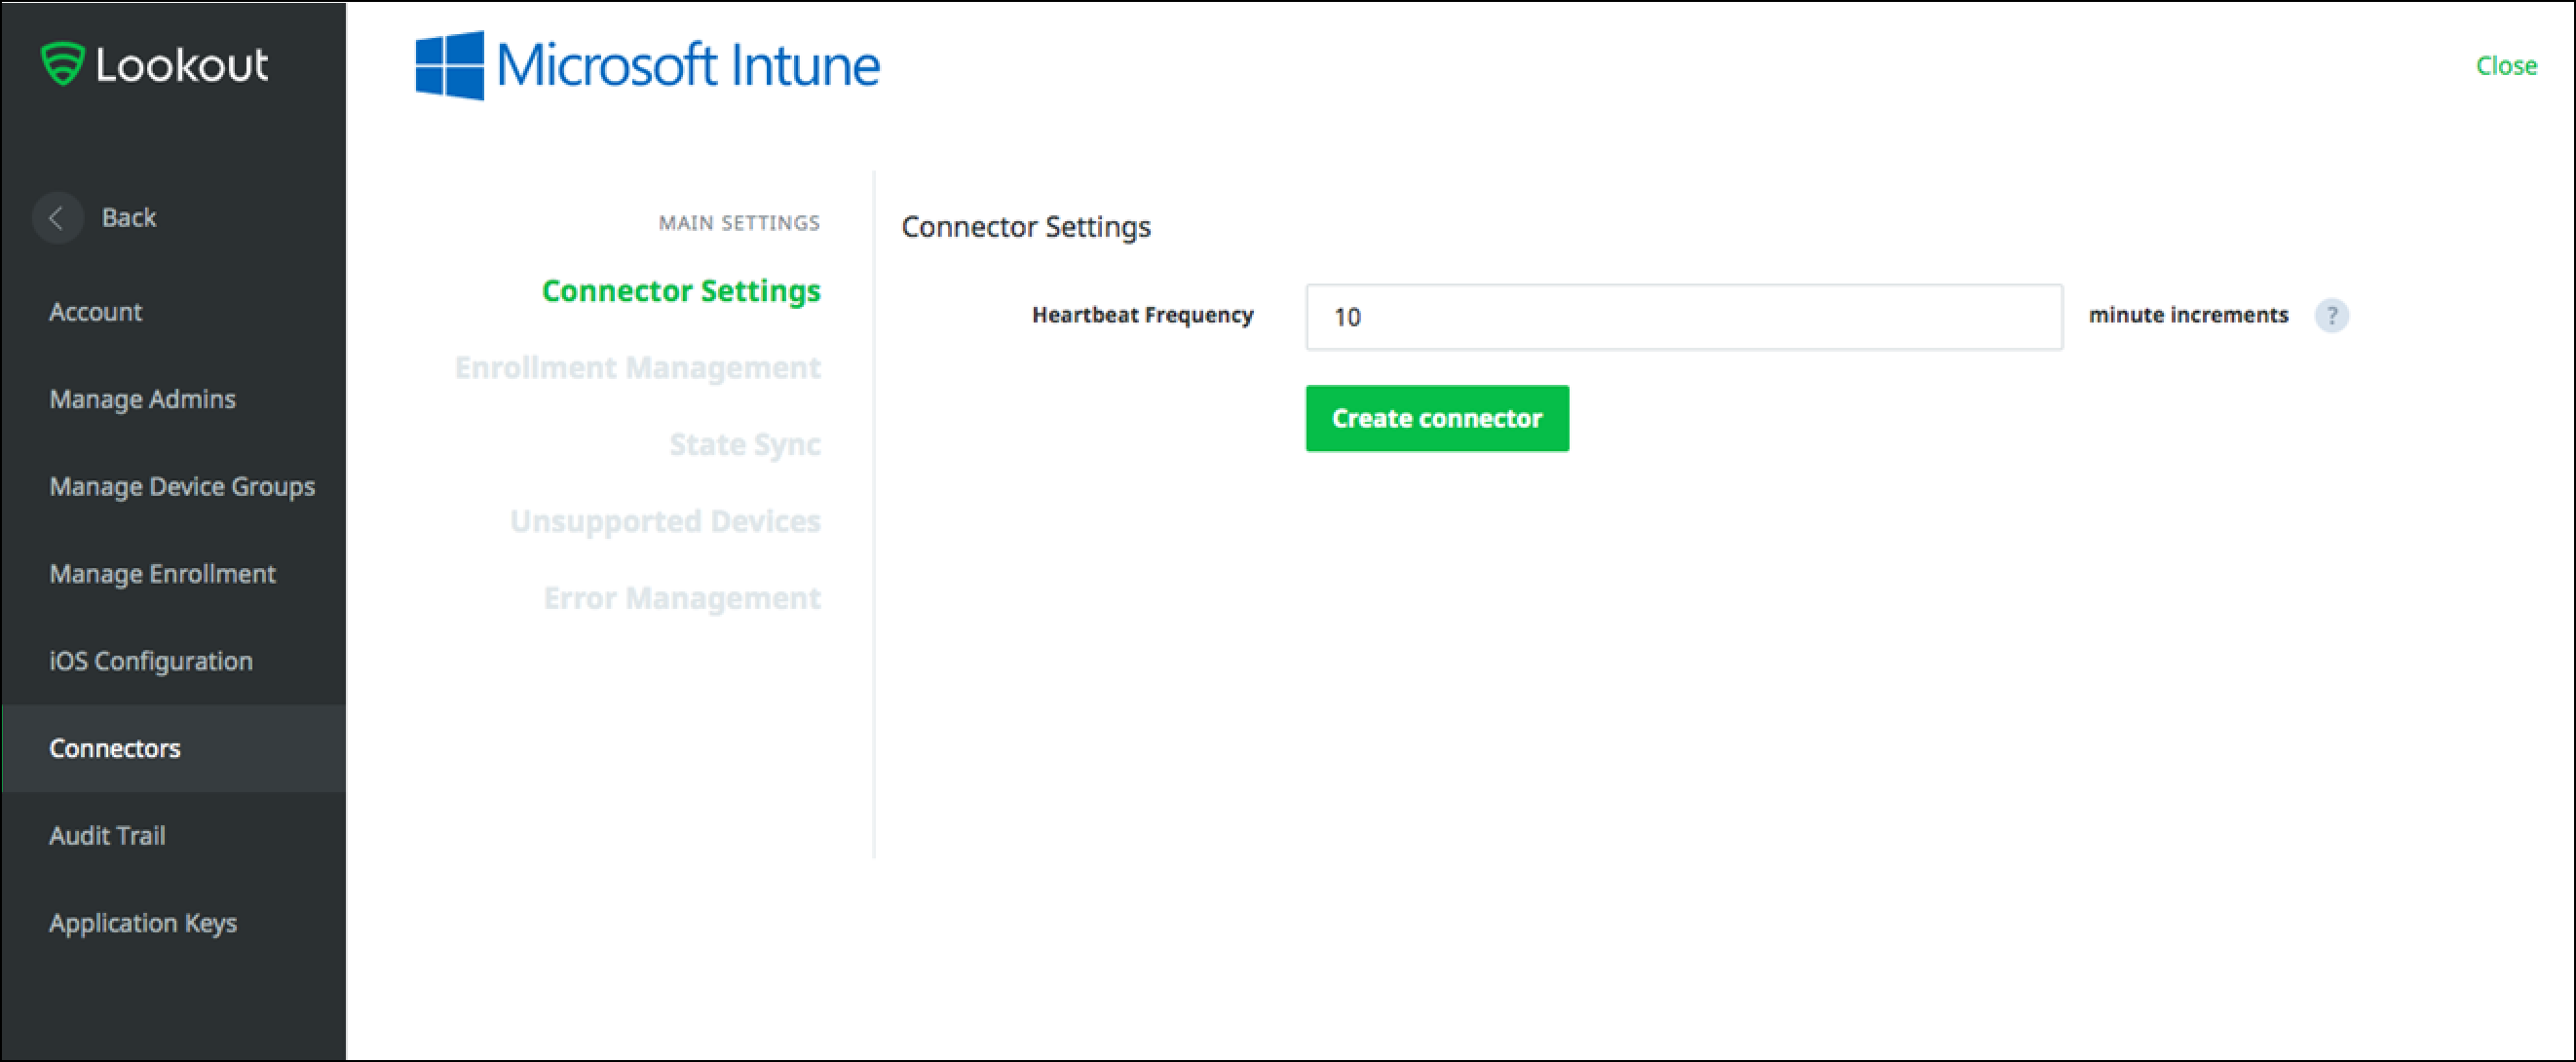 Lookout
Back
Account
Manage Admins
Manage Device Groups
Manage Enrollment
iOS Configuration
Connectors
Audit Trail
Application Keys
Microsoft Intune
Close
MAIN SETTINGS
Connector Settings
Enrollment Management
State Sync
Unsupported Devices
Error Management
Connector Settings
Heartbeat Frequency 10 minute increments ?
Create connector